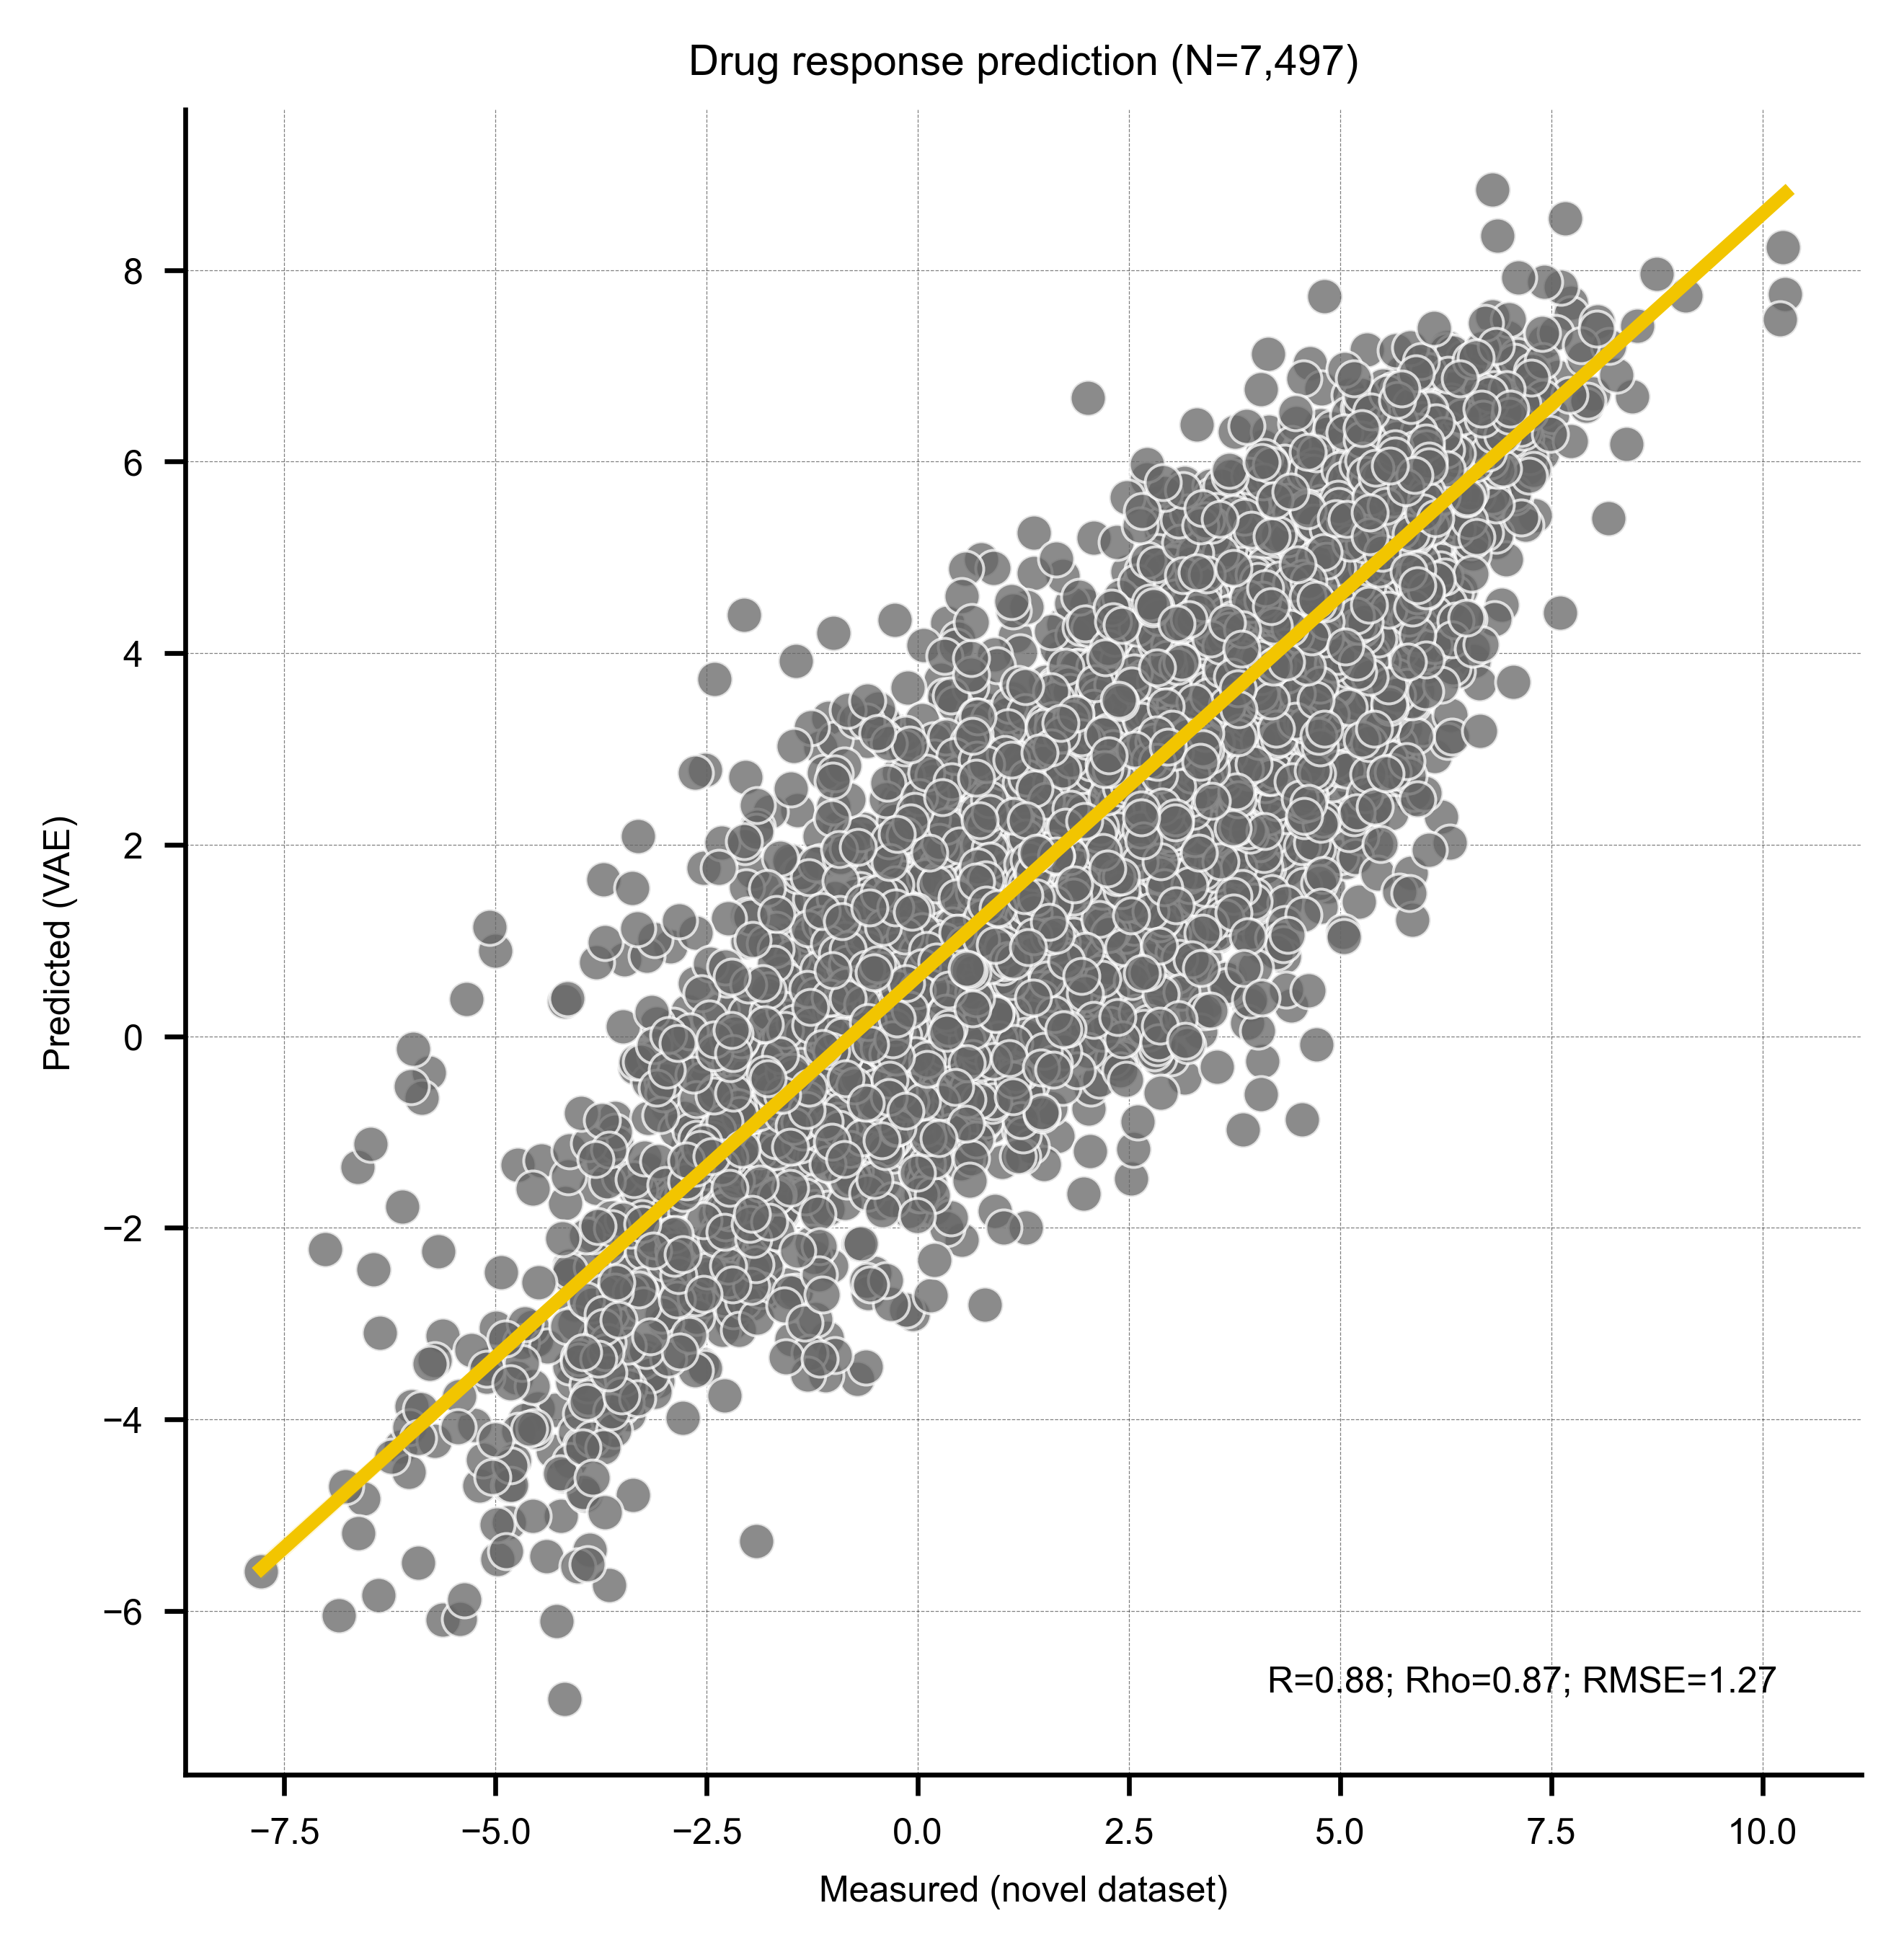 Drug response prediction (N=7,497)
8
6
4
2
0
−2
−4
−6
Predicted (VAE)
R=0.88; Rho=0.87; RMSE=1.27
−7.5 −5.0 −2.5 0.0 2.5 5.0 7.5 10.0
Measured (novel dataset)